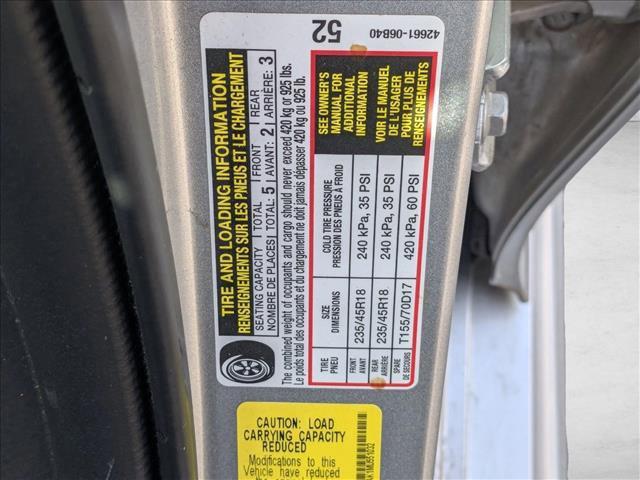 42661-06B40
52
TIRE AND LOADING INFORMATION
RENSEIGNEMENTS SUR LES PNEUS ET LE CHARGEMENT
SEATING CAPACITY | TOTAL | FRONT | REAR
NOMBRE DE PLACES | TOTAL: 5 | AVANT: 2 | ARRIÈRE: 3
The combined weight of occupants and cargo should never exceed 420 kg or 925 lbs.
Le poids total des occupants et du chargement ne doit jamais dépasser 420 kg ou 925 lb.
TIRE SIZE COLD TIRE PRESSURE
PNEU DIMENSIONS PRESSION DES PNEUS À FROID
FRONT
AVANT 235/45R18 240 kPa, 35 PSI
REAR
ARRIÈRE 235/45R18 240 kPa, 35 PSI
SPARE
DE SECOURS T155/70D17 420 kPa, 60 PSI
SEE OWNER'S
MANUAL FOR
ADDITIONAL
INFORMATION
VOIR LE MANUEL
DE L'USAGER
POUR PLUS DE
RENSEIGNEMENTS
CAUTION: LOAD
CARRYING CAPACITY
REDUCED
Modifications to this
Vehicle have reduced